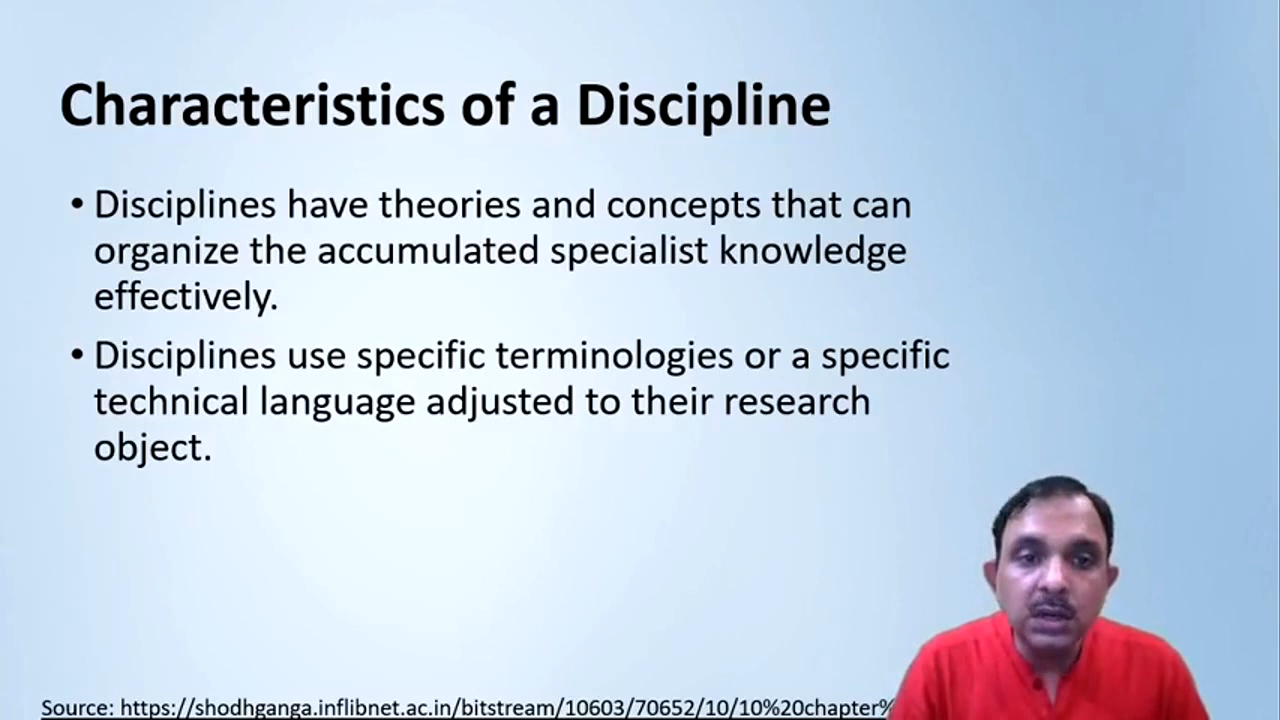 Characteristics of a Discipline
• Disciplines have theories and concepts that can
organize the accumulated specialist knowledge
effectively.
• Disciplines use specific terminologies or a specific
technical language adjusted to their research
object.
Source: https://shodhganga.inflibnet.ac.in/bitstream/10603/70652/10/10%20chapter%